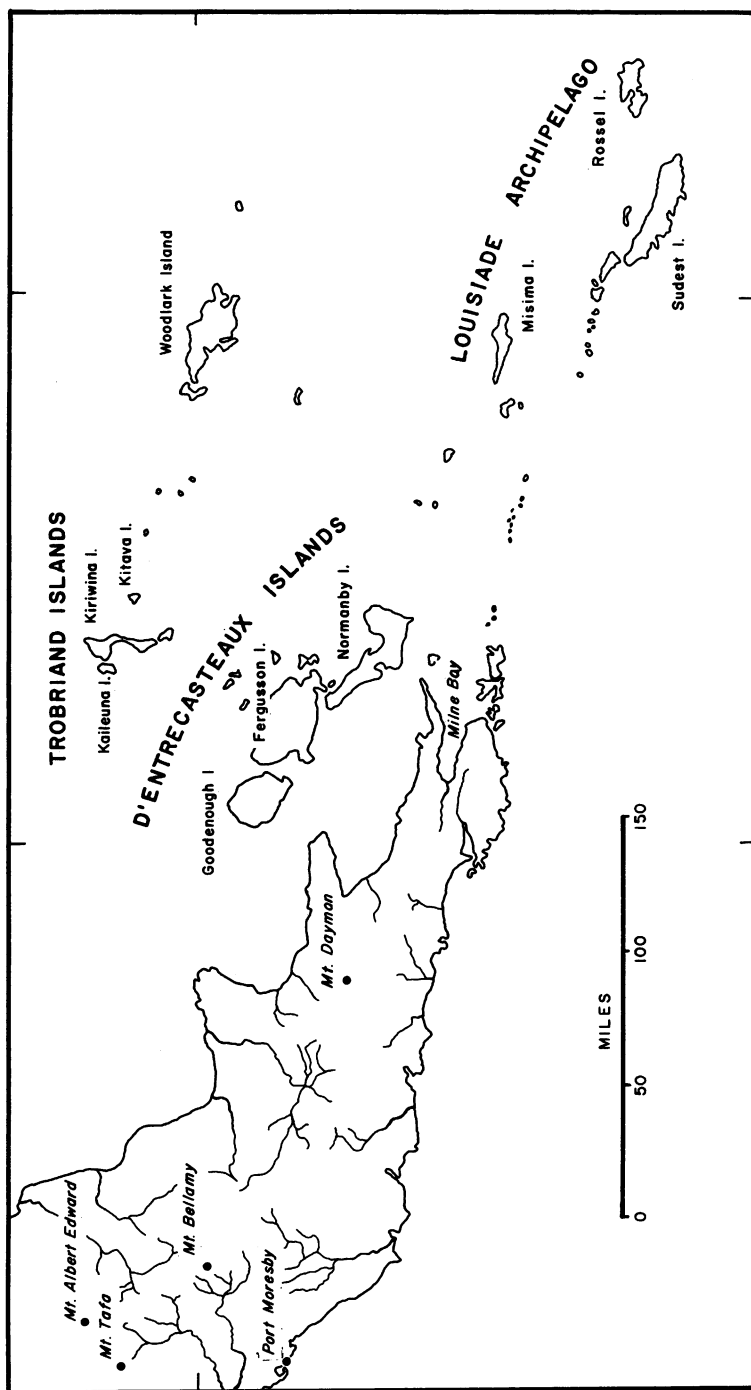 TROBRIAND ISLANDS
Kaileuna I.
Kiriwina I.
Kitava I.
Woodlark Island
D'ENTRECASTEAUX ISLANDS
Goodenough I
Fergusson I.
Normanby I.
LOUISIADE ARCHIPELAGO
Misima I.
Rossel I.
Sudest I.
Milne Bay
Mt. Albert Edward
Mt. Tafa
Mt. Bellamy
Port Moresby
Mt. Dayman
MILES
0 50 100 150